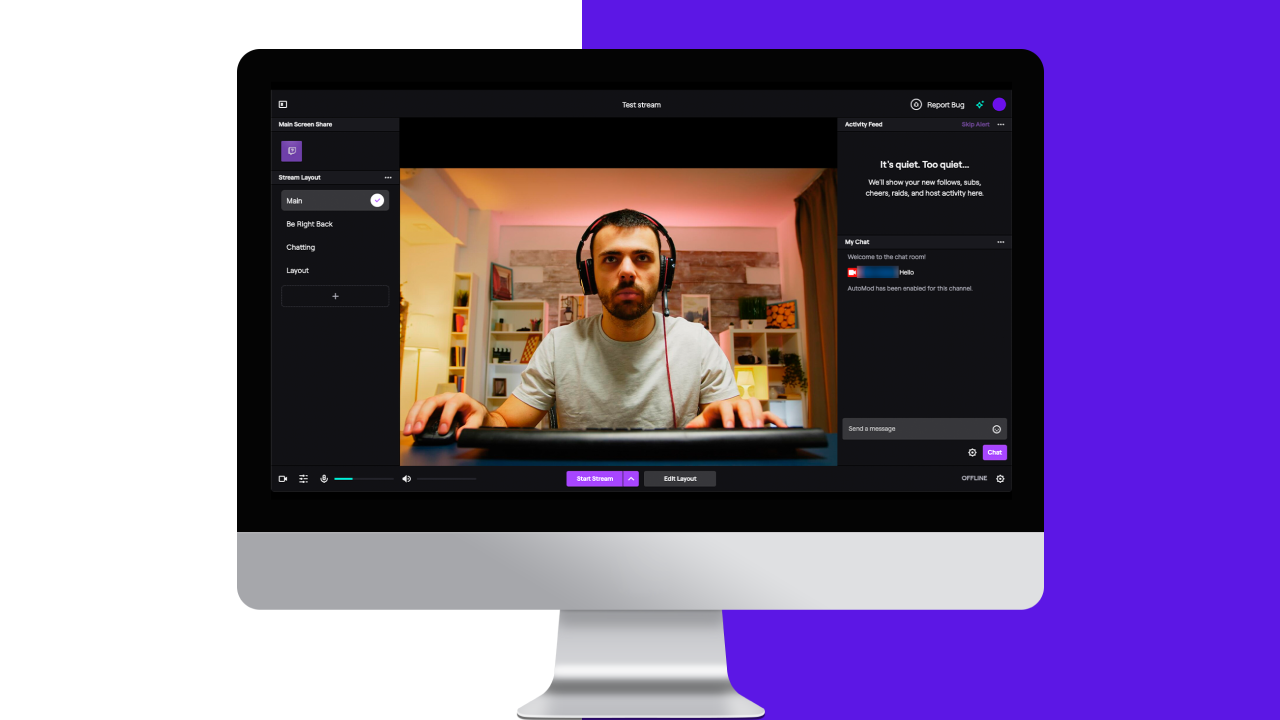 Test stream
Report Bug
Main Screen Share
Stream Layout
Main
Be Right Back
Chatting
Layout
+
Activity Feed
Skip Alert
It's quiet. Too quiet...
We'll show your new follows, subs,
cheers, raids, and host activity here.
My Chat
Welcome to the chat room!
Hello
AutoMod has been enabled for this channel.
Send a message
Chat
Start Stream
Edit Layout
OFFLINE